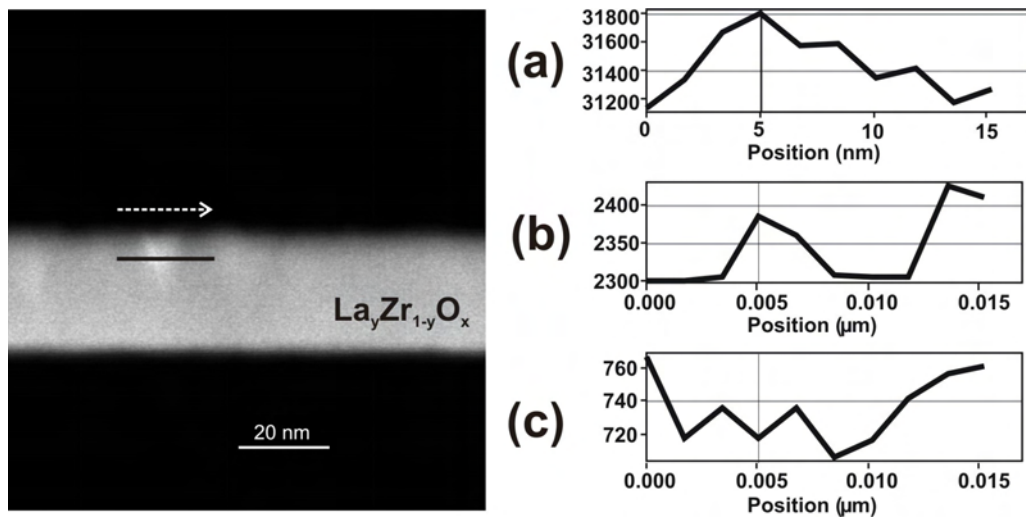 LayZr1-yOx
20 nm
(a)
31800
31600
31400
31200
0 5 10 15
Position (nm)
(b)
2400
2350
2300
0.000 0.005 0.010 0.015
Position (µm)
(c)
760
740
720
0.000 0.005 0.010 0.015
Position (µm)